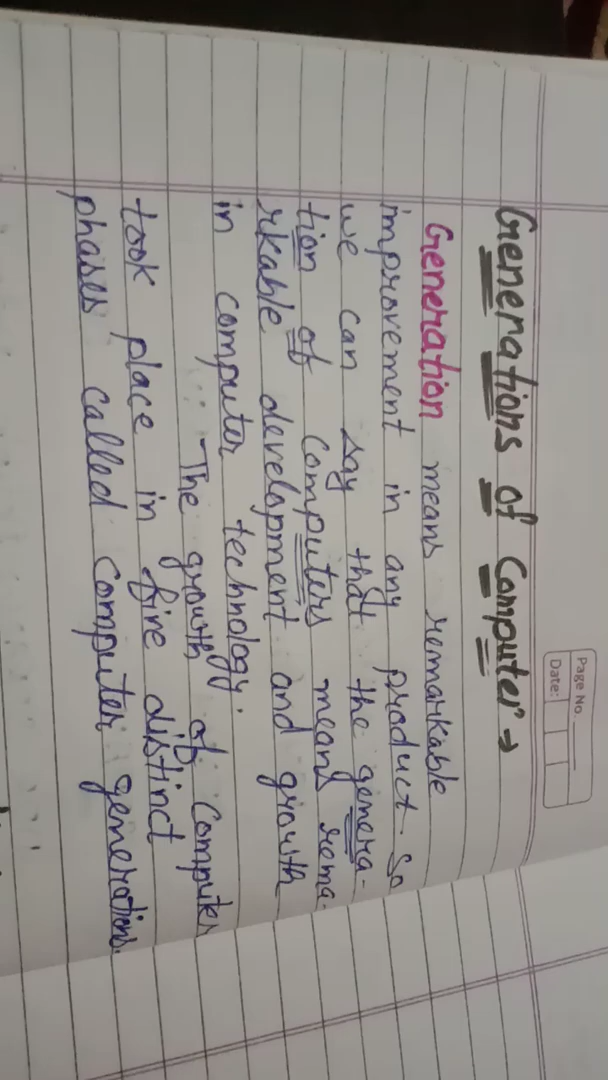 Page No.
Date:
Generations of Computer →
Generation means remarkable
improvement in any product. So
we can say that the genera-
tion of computers means rema-
rkable development and growth
in computer technology.
The growth of computer
took place in five distinct
phases called computer generations.